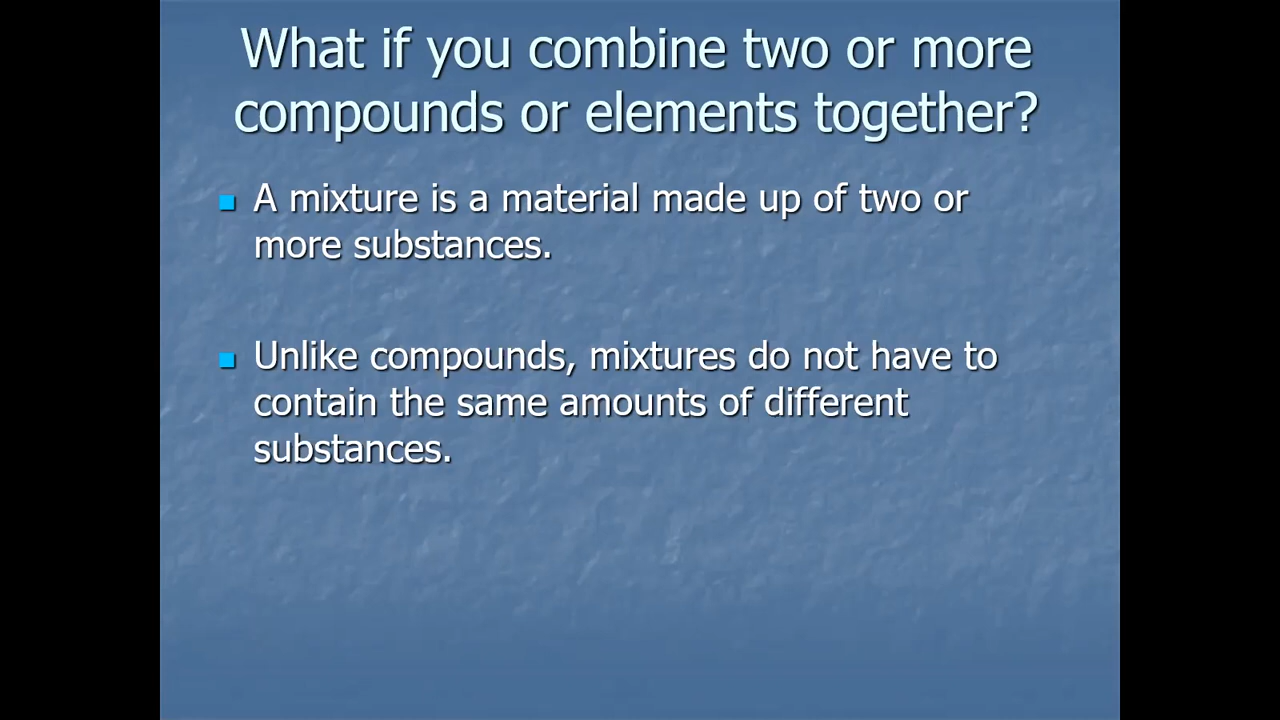 What if you combine two or more
compounds or elements together?
A mixture is a material made up of two or
more substances.
Unlike compounds, mixtures do not have to
contain the same amounts of different
substances.